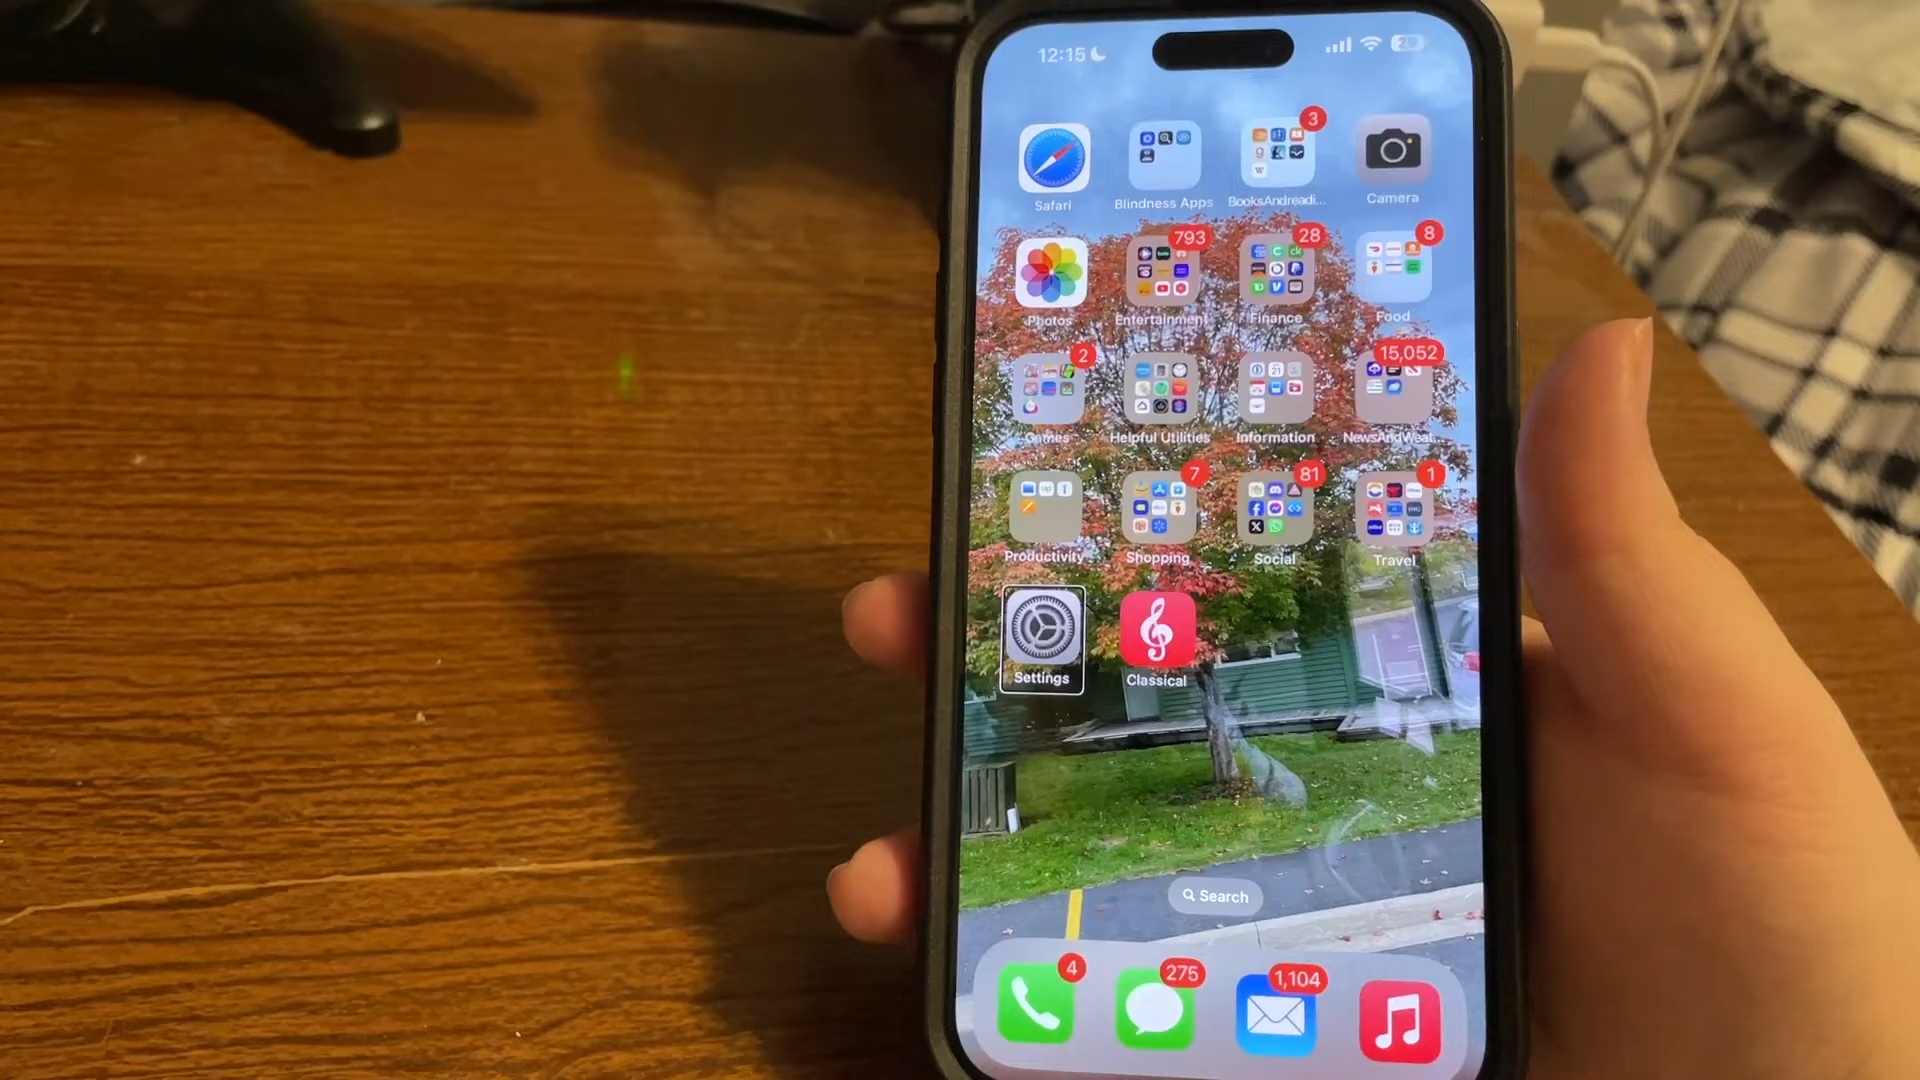 12:15
29
3
Safari
Blindness Apps
BooksAndreadi...
Camera
793
28
8
Photos
Entertainment
Finance
Food
2
15,052
Games
Helpful Utilities
Information
NewsAndWeat...
7
81
1
Productivity
Shopping
Social
Travel
Settings
Classical
Search
4
275
1,104